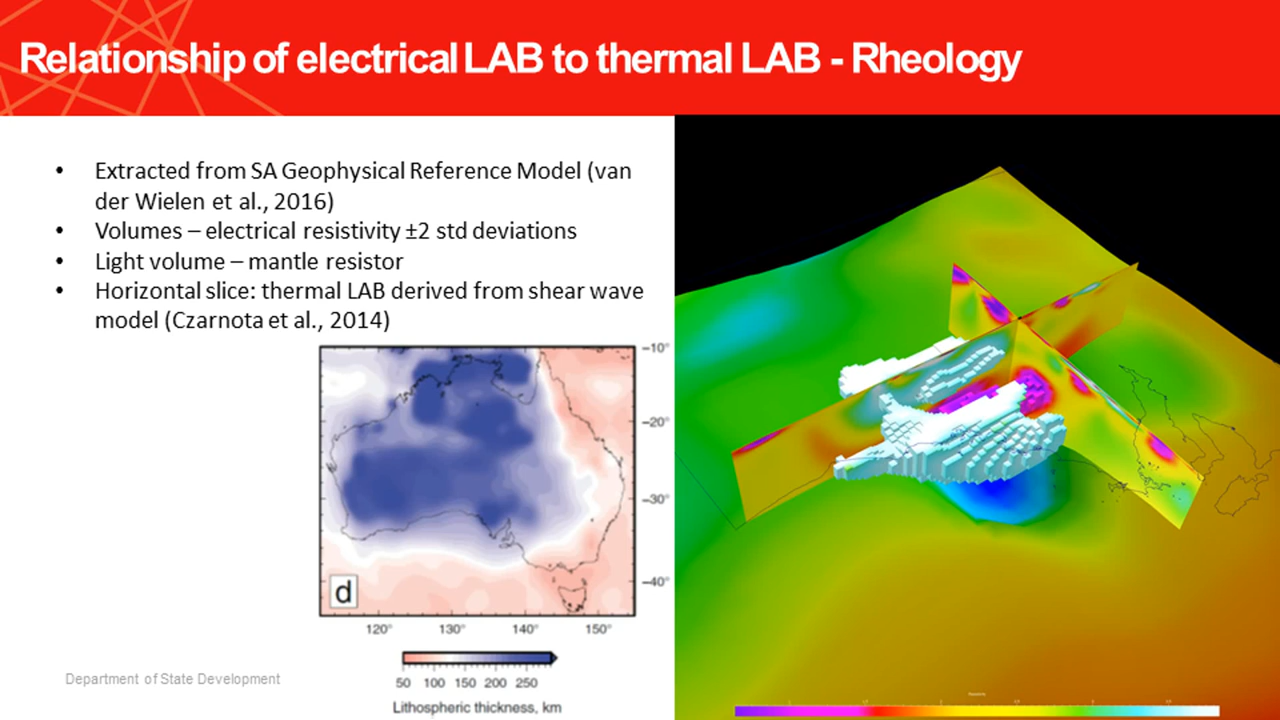 Relationship of electrical LAB to thermal LAB - Rheology
• Extracted from SA Geophysical Reference Model (van
der Wielen et al., 2016)
• Volumes – electrical resistivity ±2 std deviations
• Light volume – mantle resistor
• Horizontal slice: thermal LAB derived from shear wave
model (Czarnota et al., 2014)
−10°
−20°
−30°
−40°
d
120° 130° 140° 150°
50 100 150 200 250
Lithospheric thickness, km
Department of State Development